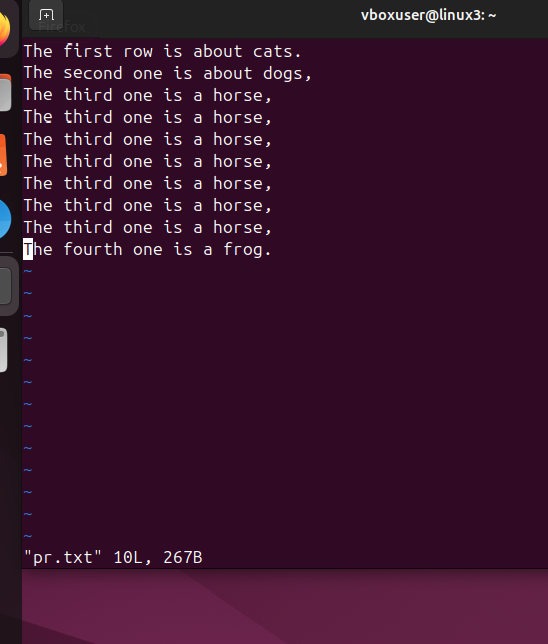 Firefox
vboxuser@linux3: ~
The first row is about cats.
The second one is about dogs,
The third one is a horse,
The third one is a horse,
The third one is a horse,
The third one is a horse,
The third one is a horse,
The third one is a horse,
The third one is a horse,
The fourth one is a frog.
~
~
~
~
~
~
~
~
~
~
~
~
~
"pr.txt" 10L, 267B